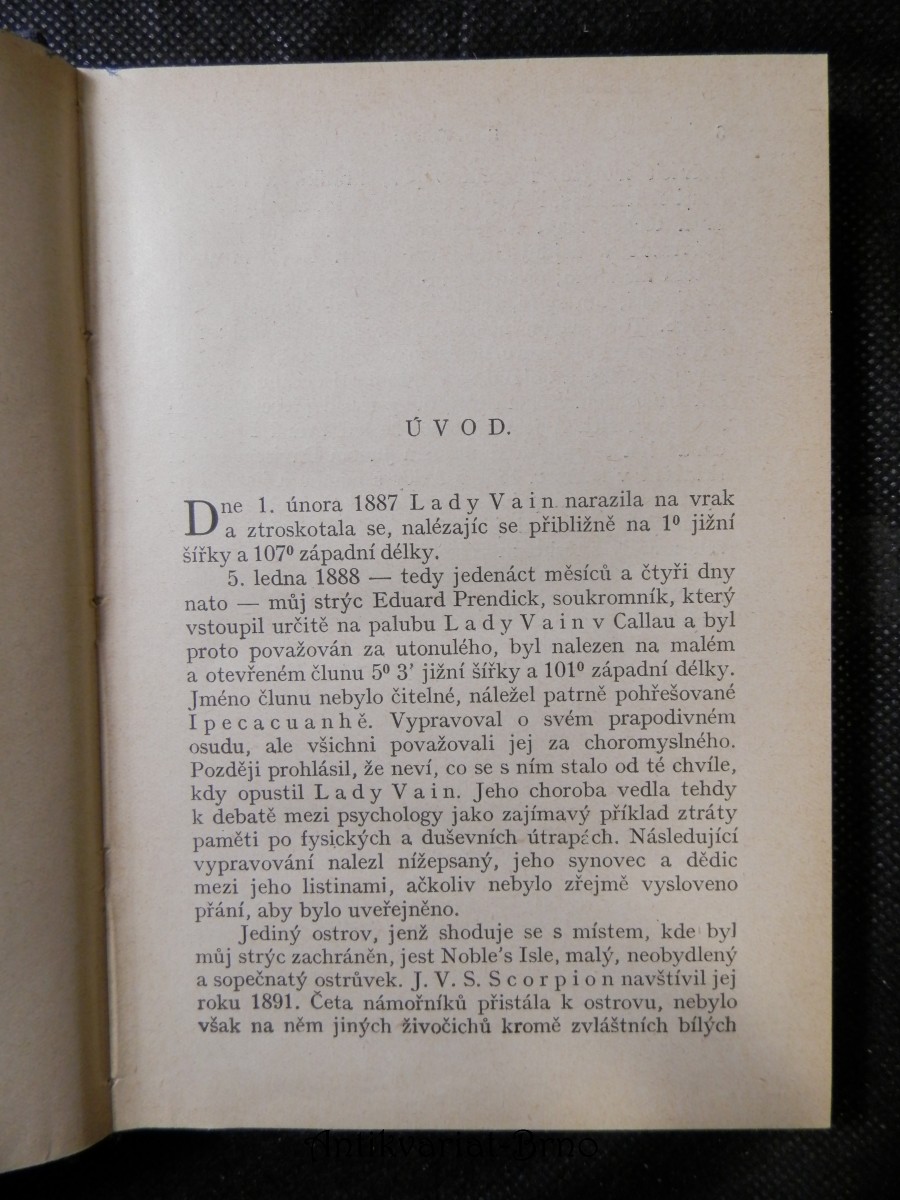 ÚVOD.
Dne 1. února 1887 Lady Vain narazila na vrak
a ztroskotala se, nalézajíc se přibližně na 1⁰ jižní
šířky a 107⁰ západní délky.
5. ledna 1888 — tedy jedenáct měsíců a čtyři dny
nato — můj strýc Eduard Prendick, soukromník, který
vstoupil určitě na palubu Lady Vain v Callau a byl
proto považován za utonulého, byl nalezen na malém
a otevřeném člunu 5⁰ 3’ jižní šířky a 101⁰ západní délky.
Jméno člunu nebylo čitelné, náležel patrně pohřešované
Ipecacuanhě. Vypravoval o svém prapodivném
osudu, ale všichni považovali jej za choromyslného.
Později prohlásil, že neví, co se s ním stalo od té chvíle,
kdy opustil Lady Vain. Jeho choroba vedla tehdy
k debatě mezi psychology jako zajímavý příklad ztráty
paměti po fysických a duševních útrapách. Následující
vypravování nalezl nížepsaný, jeho synovec a dědic
mezi jeho listinami, ačkoliv nebylo zřejmě vysloveno
přání, aby bylo uveřejněno.
Jediný ostrov, jenž shoduje se s místem, kde byl
můj strýc zachráněn, jest Noble's Isle, malý, neobydlený
a sopečnatý ostrůvek. J. V. S. Scorpion navštívil jej
roku 1891. Četa námořníků přistála k ostrovu, nebylo
však na něm jiných živočichů kromě zvláštních bílých
Antikvariat-Brno